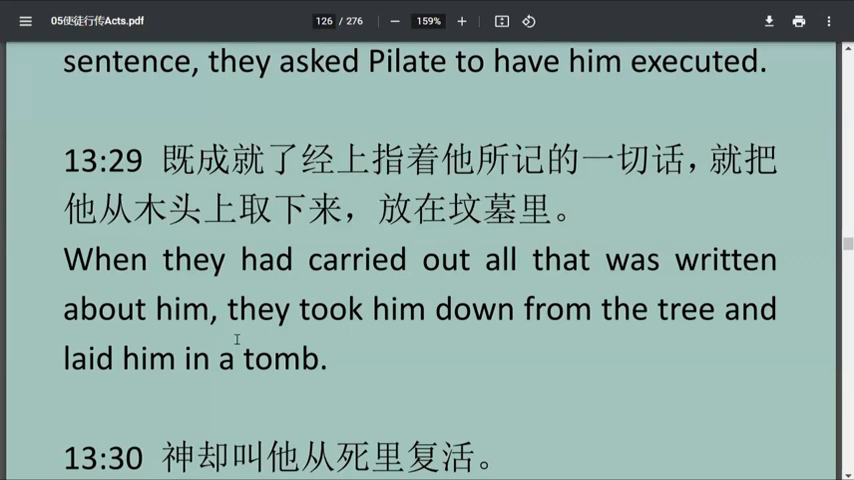 05使徒行传Acts.pdf
126 / 276
159%
sentence, they asked Pilate to have him executed.
13:29 既成就了经上指着他所记的一切话，就把
他从木头上取下来，放在坟墓里。
When they had carried out all that was written
about him, they took him down from the tree and
laid him in a tomb.
13:30 神却叫他从死里复活。